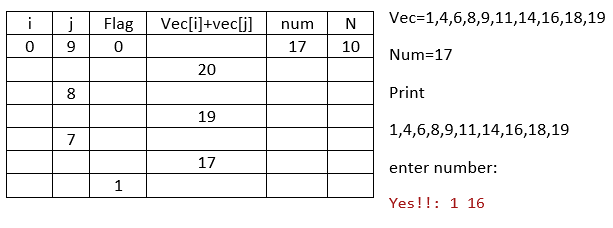 i j Flag Vec[i]+vec[j] num N
0 9 0 17 10
20
8
19
7
17
1
Vec=1,4,6,8,9,11,14,16,18,19
Num=17
Print
1,4,6,8,9,11,14,16,18,19
enter number:
Yes!!: 1 16